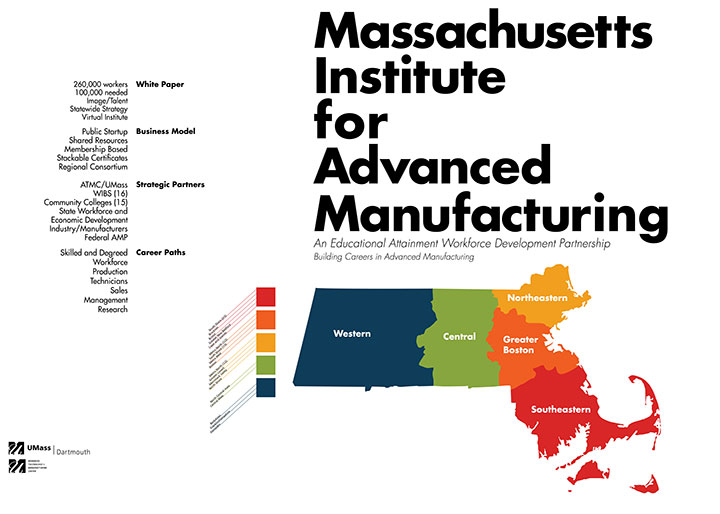 Massachusetts
Institute
for
Advanced
Manufacturing
An Educational Attainment Workforce Development Partnership
Building Careers in Advanced Manufacturing
260,000 workers White Paper
100,000 needed
Image/Talent
Statewide Strategy
Virtual Institute
Public Startup Business Model
Shared Resources
Membership Based
Stackable Certificates
Regional Consortium
ATMC/UMass Strategic Partners
WIBS (16)
Community Colleges (15)
State Workforce and
Economic Development
Industry/Manufacturers
Federal AMP
Skilled and Degreed Career Paths
Workforce
Production
Technicians
Sales
Management
Research
Western
Central
Northeastern
Greater
Boston
Southeastern
UMass | Dartmouth